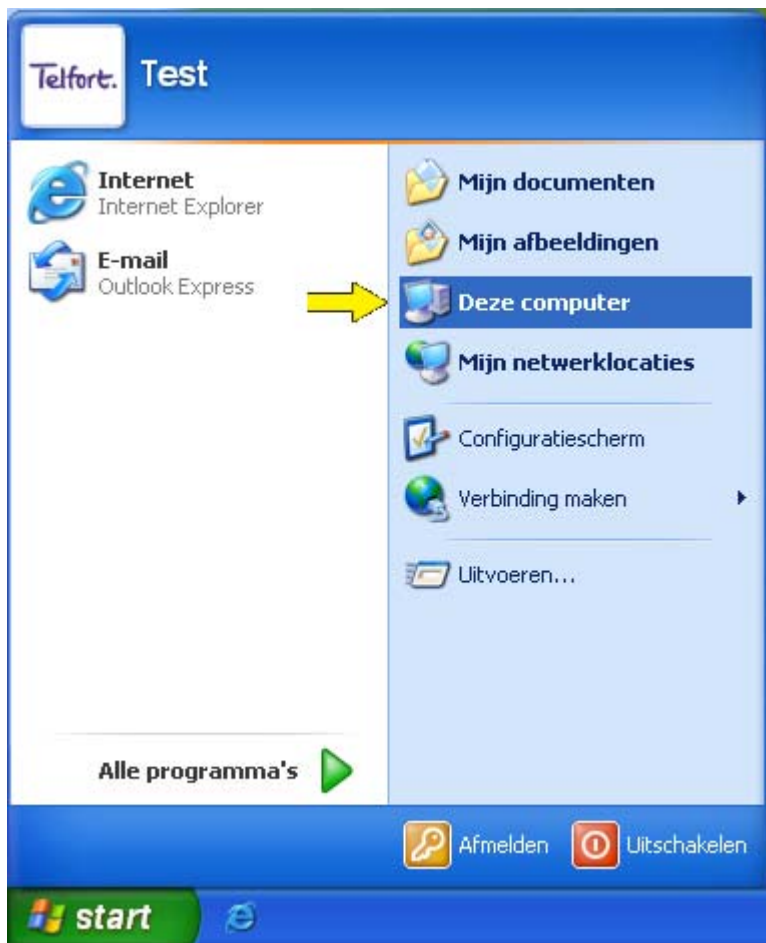 Telfort.
Test
Internet
Internet Explorer
E-mail
Outlook Express
Alle programma's
Mijn documenten
Mijn afbeeldingen
Deze computer
Mijn netwerklocaties
Configuratiescherm
Verbinding maken
Uitvoeren...
Afmelden
Uitschakelen
start